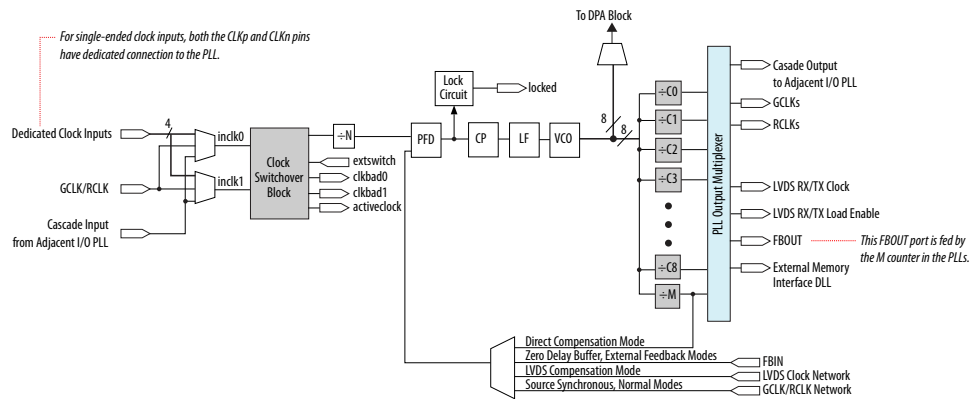 To DPA Block
For single-ended clock inputs, both the CLKp and CLKn pins
have dedicated connection to the PLL.
Lock
Circuit
locked
Casade Output
to Adjacent I/O PLL
÷C0
8
8
GCLKs
4
Dedicated Clock Inputs
inclk0
÷N
PFD
CP
LF
VCO
÷C1
RCLKs
÷C2
Clock
Switchover
Block
extswitch
clkbad0
clkbad1
activeclock
GCLK/RCLK
inclk1
÷C3
PLL Output Multiplexer
LVDS RX/TX Clock
LVDS RX/TX Load Enable
Cascade Input
from Adjacent I/O PLL
FBOUT
This FBOUT port is fed by
the M counter in the PLLs.
÷C8
External Memory
Interface DLL
÷M
Direct Compensation Mode
Zero Delay Buffer, External Feedback Modes
FBIN
LVDS Compensation Mode
LVDS Clock Network
Source Synchronous, Normal Modes
GCLK/RCLK Network